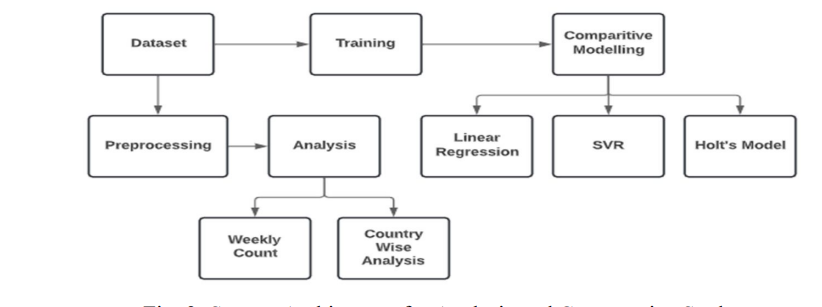 Dataset
Training
Comparitive
Modelling
Preprocessing
Analysis
Linear
Regression
SVR
Holt's Model
Weekly
Count
Country
Wise
Analysis